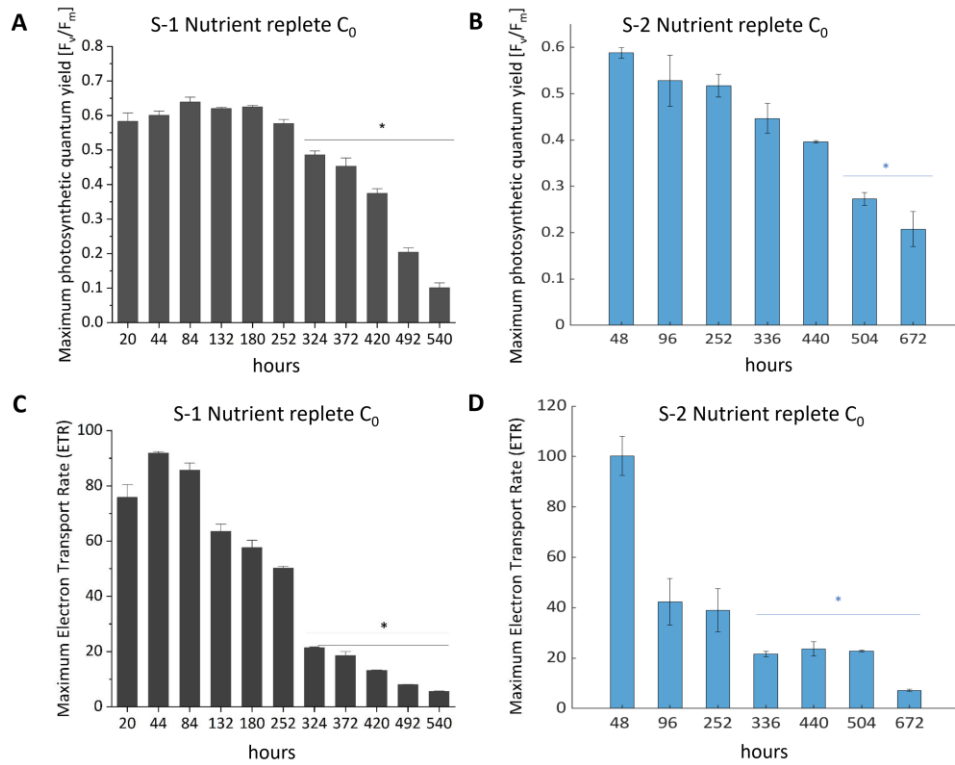 A
S-1 Nutrient replete C0
Maximum photosynthetic quantum yield [Fv/Fm]
0.8
0.7
0.6
0.5
0.4
0.3
0.2
0.1
0.0
*
20 44 84 132 180 252 324 372 420 492 540
hours
B
S-2 Nutrient replete C0
Maximum photosynthetic quantum yield [Fv/Fm]
0.6
0.5
0.4
0.3
0.2
0.1
0
*
48 96 252 336 440 504 672
hours
C
S-1 Nutrient replete C0
Maximum Electron Transport Rate (ETR)
100
80
60
40
20
0
*
20 44 84 132 180 252 324 372 420 492 540
hours
D
S-2 Nutrient replete C0
Maximum Electron Transport Rate (ETR)
120
100
80
60
40
20
0
*
48 96 252 336 440 504 672
hours